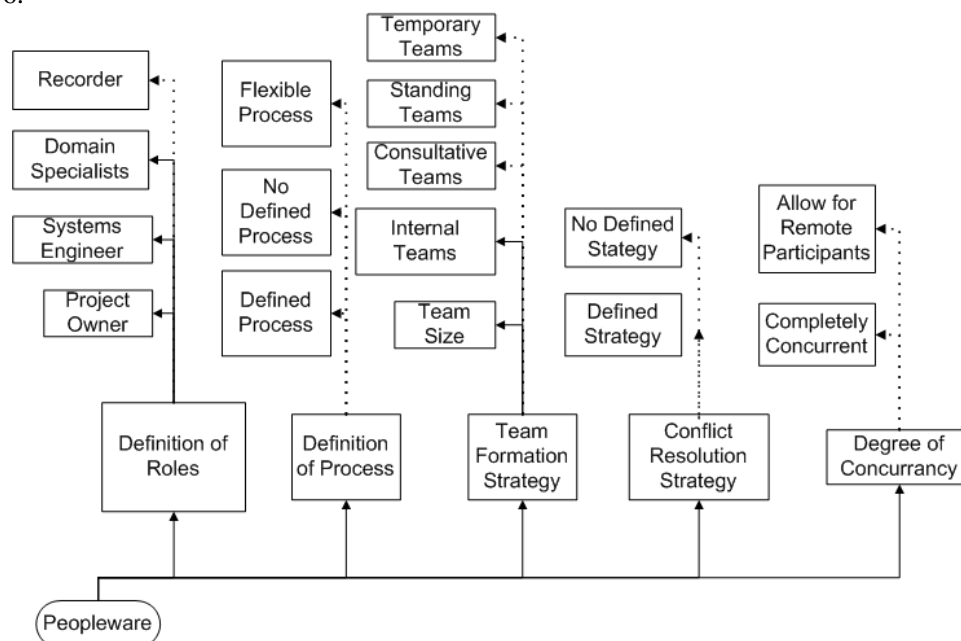 6.
Temporary
Teams
Recorder
Flexible
Process
Standing
Teams
Domain
Specialists
Consultative
Teams
No
Defined
Process
Allow for
Remote
Participants
Systems
Engineer
Internal
Teams
No Defined
Stategy
Project
Owner
Defined
Process
Team
Size
Defined
Strategy
Completely
Concurrent
Definition of
Roles
Definition
of Process
Team
Formation
Strategy
Conflict
Resolution
Strategy
Degree of
Concurrancy
Peopleware